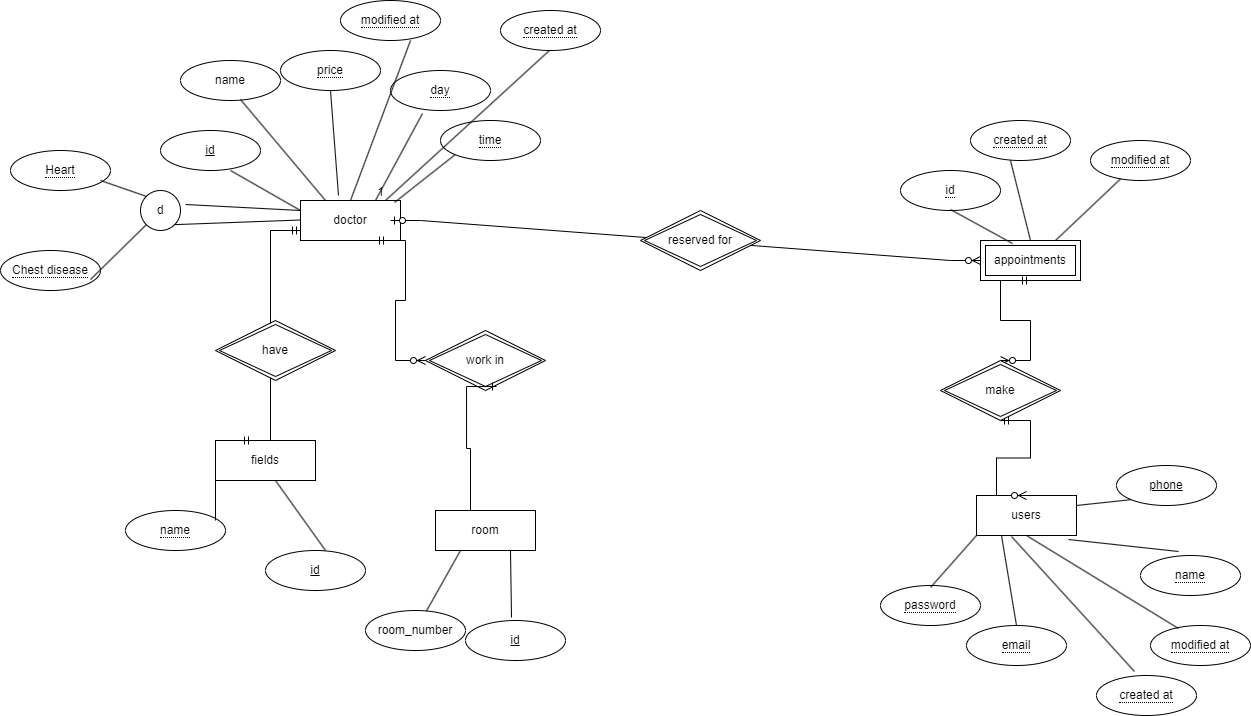 modified at
created at
name
price
day
id
time
Heart
d
Chest disease
1
doctor
reserved for
created at
modified at
id
appointments
have
work in
make
fields
name
id
room
room_number
id
users
phone
name
password
email
modified at
created at